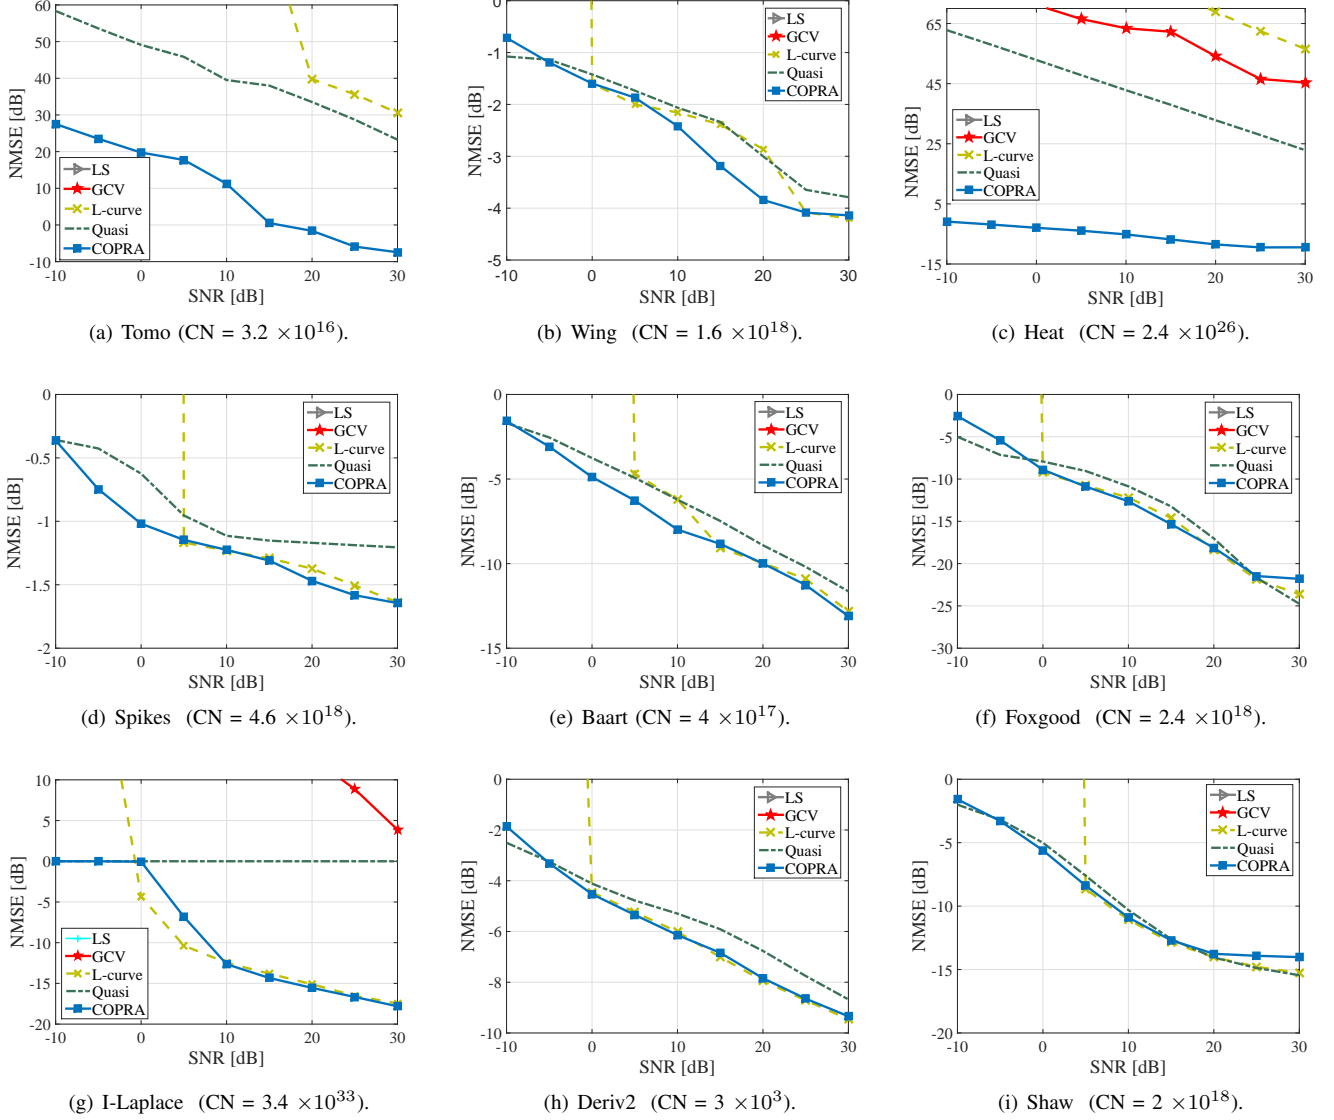 60
50
40
30
20
10
0
-10
NMSE [dB]
LS
GCV
L-curve
Quasi
COPRA
-10 0 10 20 30
SNR [dB]
(a) Tomo (CN = 3.2 ×10^16).
0
-1
-2
-3
-4
-5
NMSE [dB]
LS
GCV
L-curve
Quasi
COPRA
-10 0 10 20 30
SNR [dB]
(b) Wing (CN = 1.6 ×10^18).
65
45
25
5
-15
NMSE [dB]
LS
GCV
L-curve
Quasi
COPRA
-10 0 10 20 30
SNR [dB]
(c) Heat (CN = 2.4 ×10^26).
0
-0.5
-1
-1.5
-2
NMSE [dB]
LS
GCV
L-curve
Quasi
COPRA
-10 0 10 20 30
SNR [dB]
(d) Spikes (CN = 4.6 ×10^18).
0
-5
-10
-15
NMSE [dB]
LS
GCV
L-curve
Quasi
COPRA
-10 0 10 20 30
SNR [dB]
(e) Baart (CN = 4 ×10^17).
0
-5
-10
-15
-20
-25
-30
NMSE [dB]
LS
GCV
L-curve
Quasi
COPRA
-10 0 10 20 30
SNR [dB]
(f) Foxgood (CN = 2.4 ×10^18).
10
5
0
-5
-10
-15
-20
NMSE [dB]
LS
GCV
L-curve
Quasi
COPRA
-10 0 10 20 30
SNR [dB]
(g) I-Laplace (CN = 3.4 ×10^33).
0
-2
-4
-6
-8
-10
NMSE [dB]
LS
GCV
L-curve
Quasi
COPRA
-10 0 10 20 30
SNR [dB]
(h) Deriv2 (CN = 3 ×10^3).
0
-5
-10
-15
-20
NMSE [dB]
LS
GCV
L-curve
Quasi
COPRA
-10 0 10 20 30
SNR [dB]
(i) Shaw (CN = 2 ×10^18).